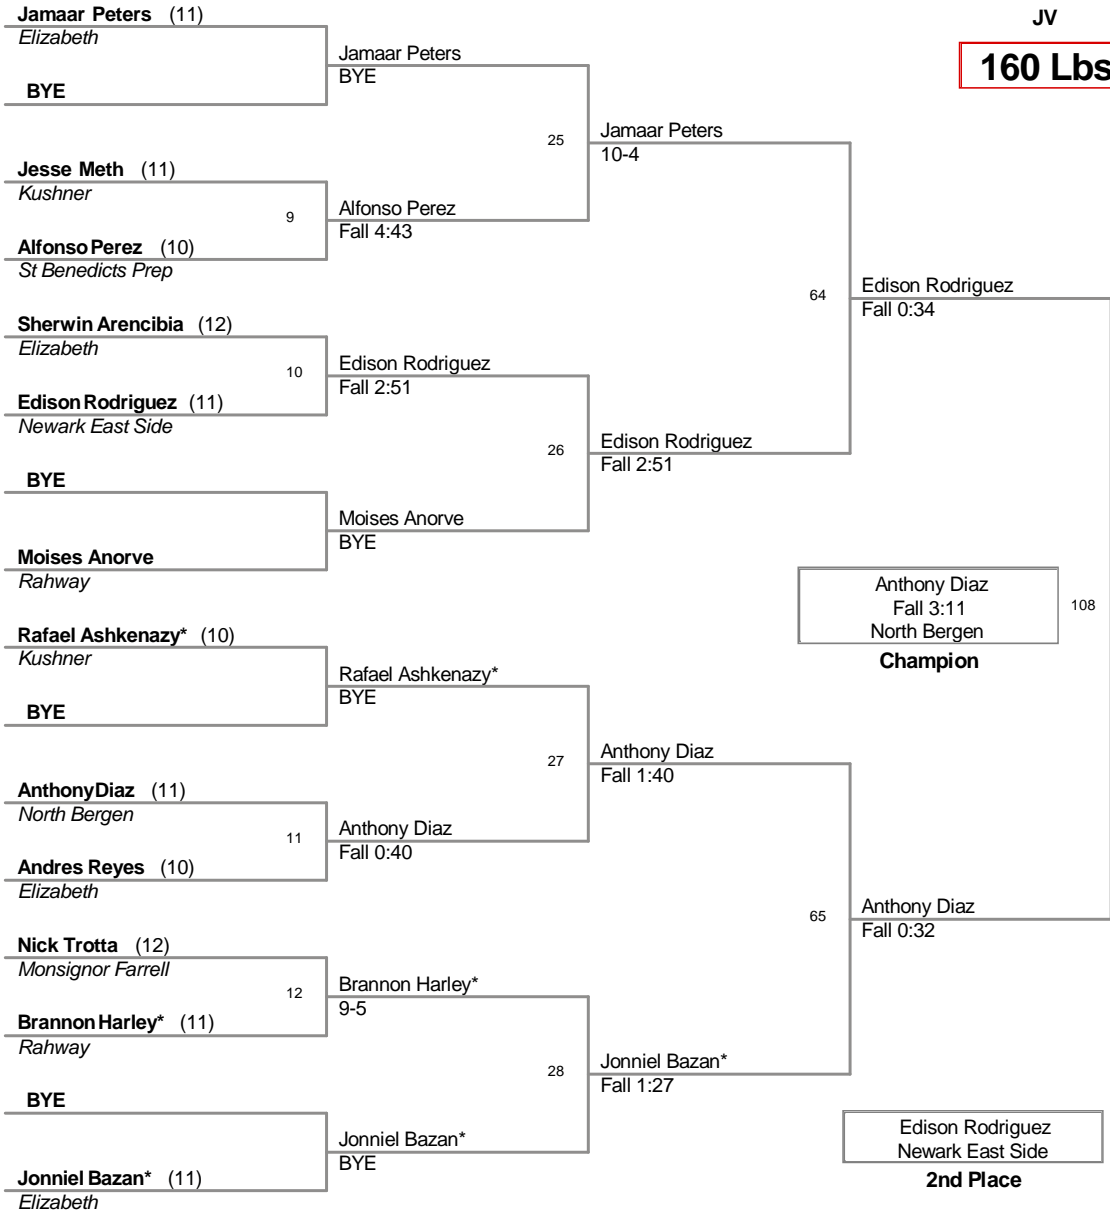 JV
160 Lbs
Jamaar Peters (11)
Elizabeth
BYE
Jesse Meth (11)
Kushner
Alfonso Perez (10)
St Benedicts Prep
Sherwin Arencibia (12)
Elizabeth
Edison Rodriguez (11)
Newark East Side
BYE
Moises Anorve
Rahway
Rafael Ashkenazy* (10)
Kushner
BYE
AnthonyDiaz (11)
North Bergen
Andres Reyes (10)
Elizabeth
Nick Trotta (12)
Monsignor Farrell
Brannon Harley* (11)
Rahway
BYE
Jonniel Bazan* (11)
Elizabeth
9
10
11
12
Jamaar Peters
BYE
Alfonso Perez
Fall 4:43
Edison Rodriguez
Fall 2:51
Moises Anorve
BYE
Rafael Ashkenazy*
BYE
Anthony Diaz
Fall 0:40
Brannon Harley*
9-5
Jonniel Bazan*
BYE
25
26
27
28
Jamaar Peters
10-4
Edison Rodriguez
Fall 2:51
Anthony Diaz
Fall 1:40
Jonniel Bazan*
Fall 1:27
64
65
Edison Rodriguez
Fall 0:34
Anthony Diaz
Fall 0:32
Anthony Diaz
Fall 3:11
North Bergen
108
Champion
Edison Rodriguez
Newark East Side
2nd Place